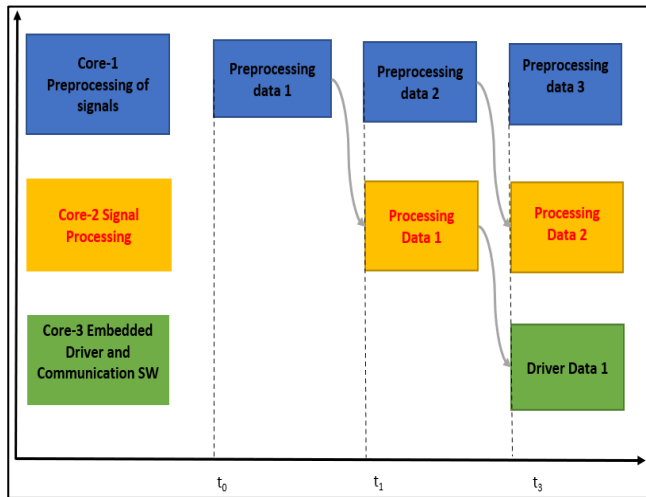 Core-1
Preprocessing of
signals
Preprocessing
data 1
Preprocessing
data 2
Preprocessing
data 3
Core-2 Signal
Processing
Processing
Data 1
Processing
Data 2
Core-3 Embedded
Driver and
Communication SW
Driver Data 1
t0
t1
t3